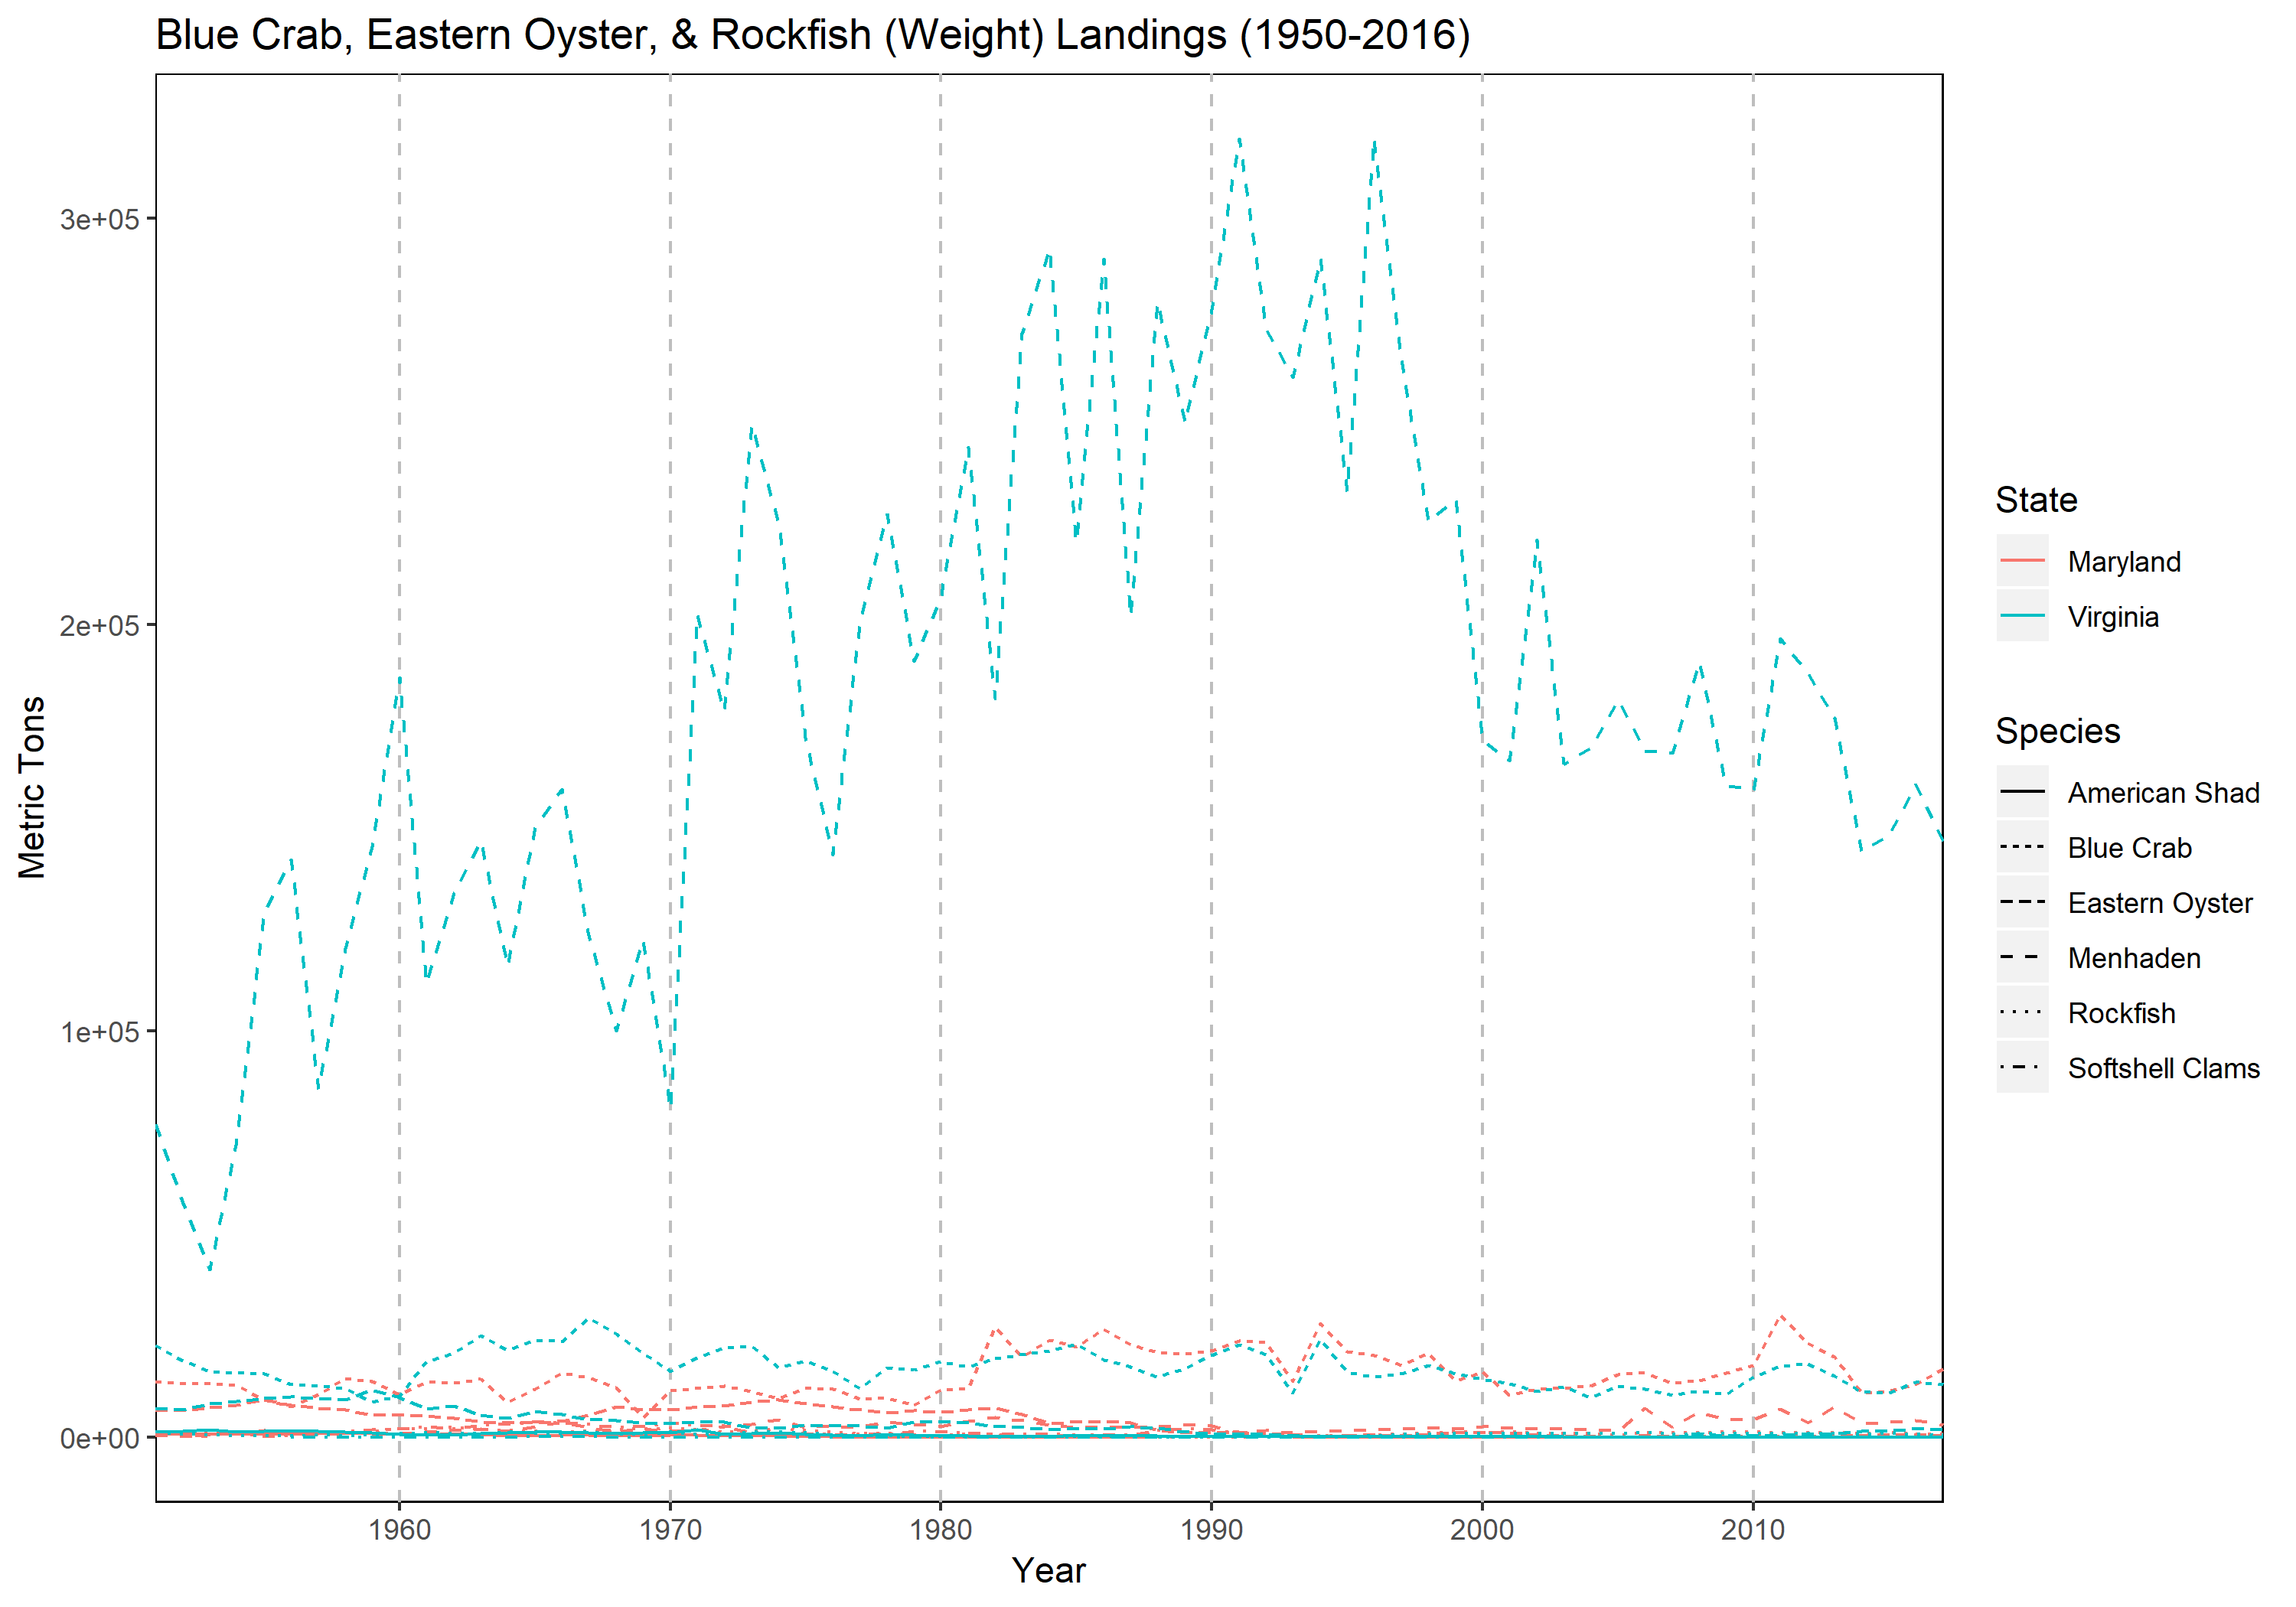 Blue Crab, Eastern Oyster, & Rockfish (Weight) Landings (1950-2016)
3e+05
2e+05
1e+05
0e+00
Metric Tons
1960 1970 1980 1990 2000 2010
Year
State
Maryland
Virginia
Species
American Shad
Blue Crab
Eastern Oyster
Menhaden
Rockfish
Softshell Clams